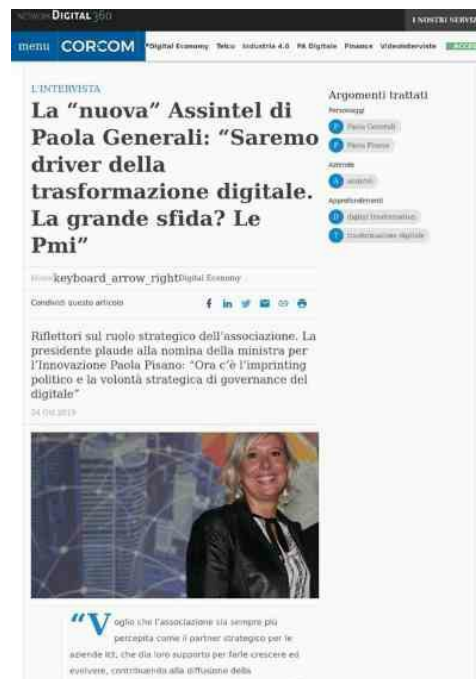 NETWORK DIGITAL 360
I NOSTRI SERVIZ
menu CORCOM Digital Economy Telco Industria 4.0 PA Digitale Finance Videointerviste ACCED
L'INTERVISTA
La “nuova” Assintel di
Paola Generali: “Saremo
driver della
trasformazione digitale.
La grande sfida? Le
Pmi”
Home keyboard_arrow_right Digital Economy
Condividi questo articolo
Riflettori sul ruolo strategico dell’associazione. La
presidente plaude alla nomina della ministra per
l’Innovazione Paola Pisano: “Ora c’è l’imprinting
politico e la volontà strategica di governance del
digitale”
24 Ott 2019
Argomenti trattati
Personaggi
P Paola Generali
P Paola Pisano
Aziende
A assintel
Approfondimenti
D digital transformation
T trasformazione digitale
“Voglio che l’associazione sia sempre più
percepita come il partner strategico per le
aziende Ict, che dia loro supporto per farle crescere ed
evolvere, contribuendo alla diffusione della